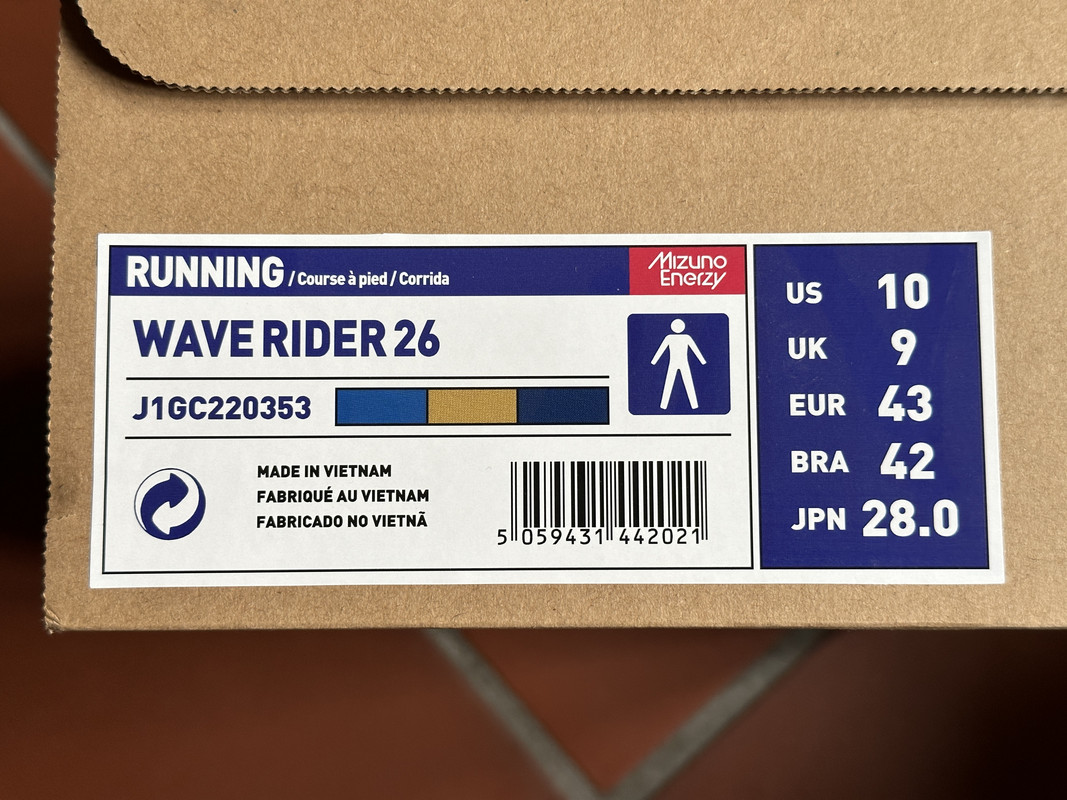 RUNNING / Course à pied / Corrida
Mizuno
Enerzy
WAVE RIDER 26
J1GC220353
MADE IN VIETNAM
FABRIQUÉ AU VIETNAM
FABRICADO NO VIETNÃ
5 059431 442021
US 10
UK 9
EUR 43
BRA 42
JPN 28.0